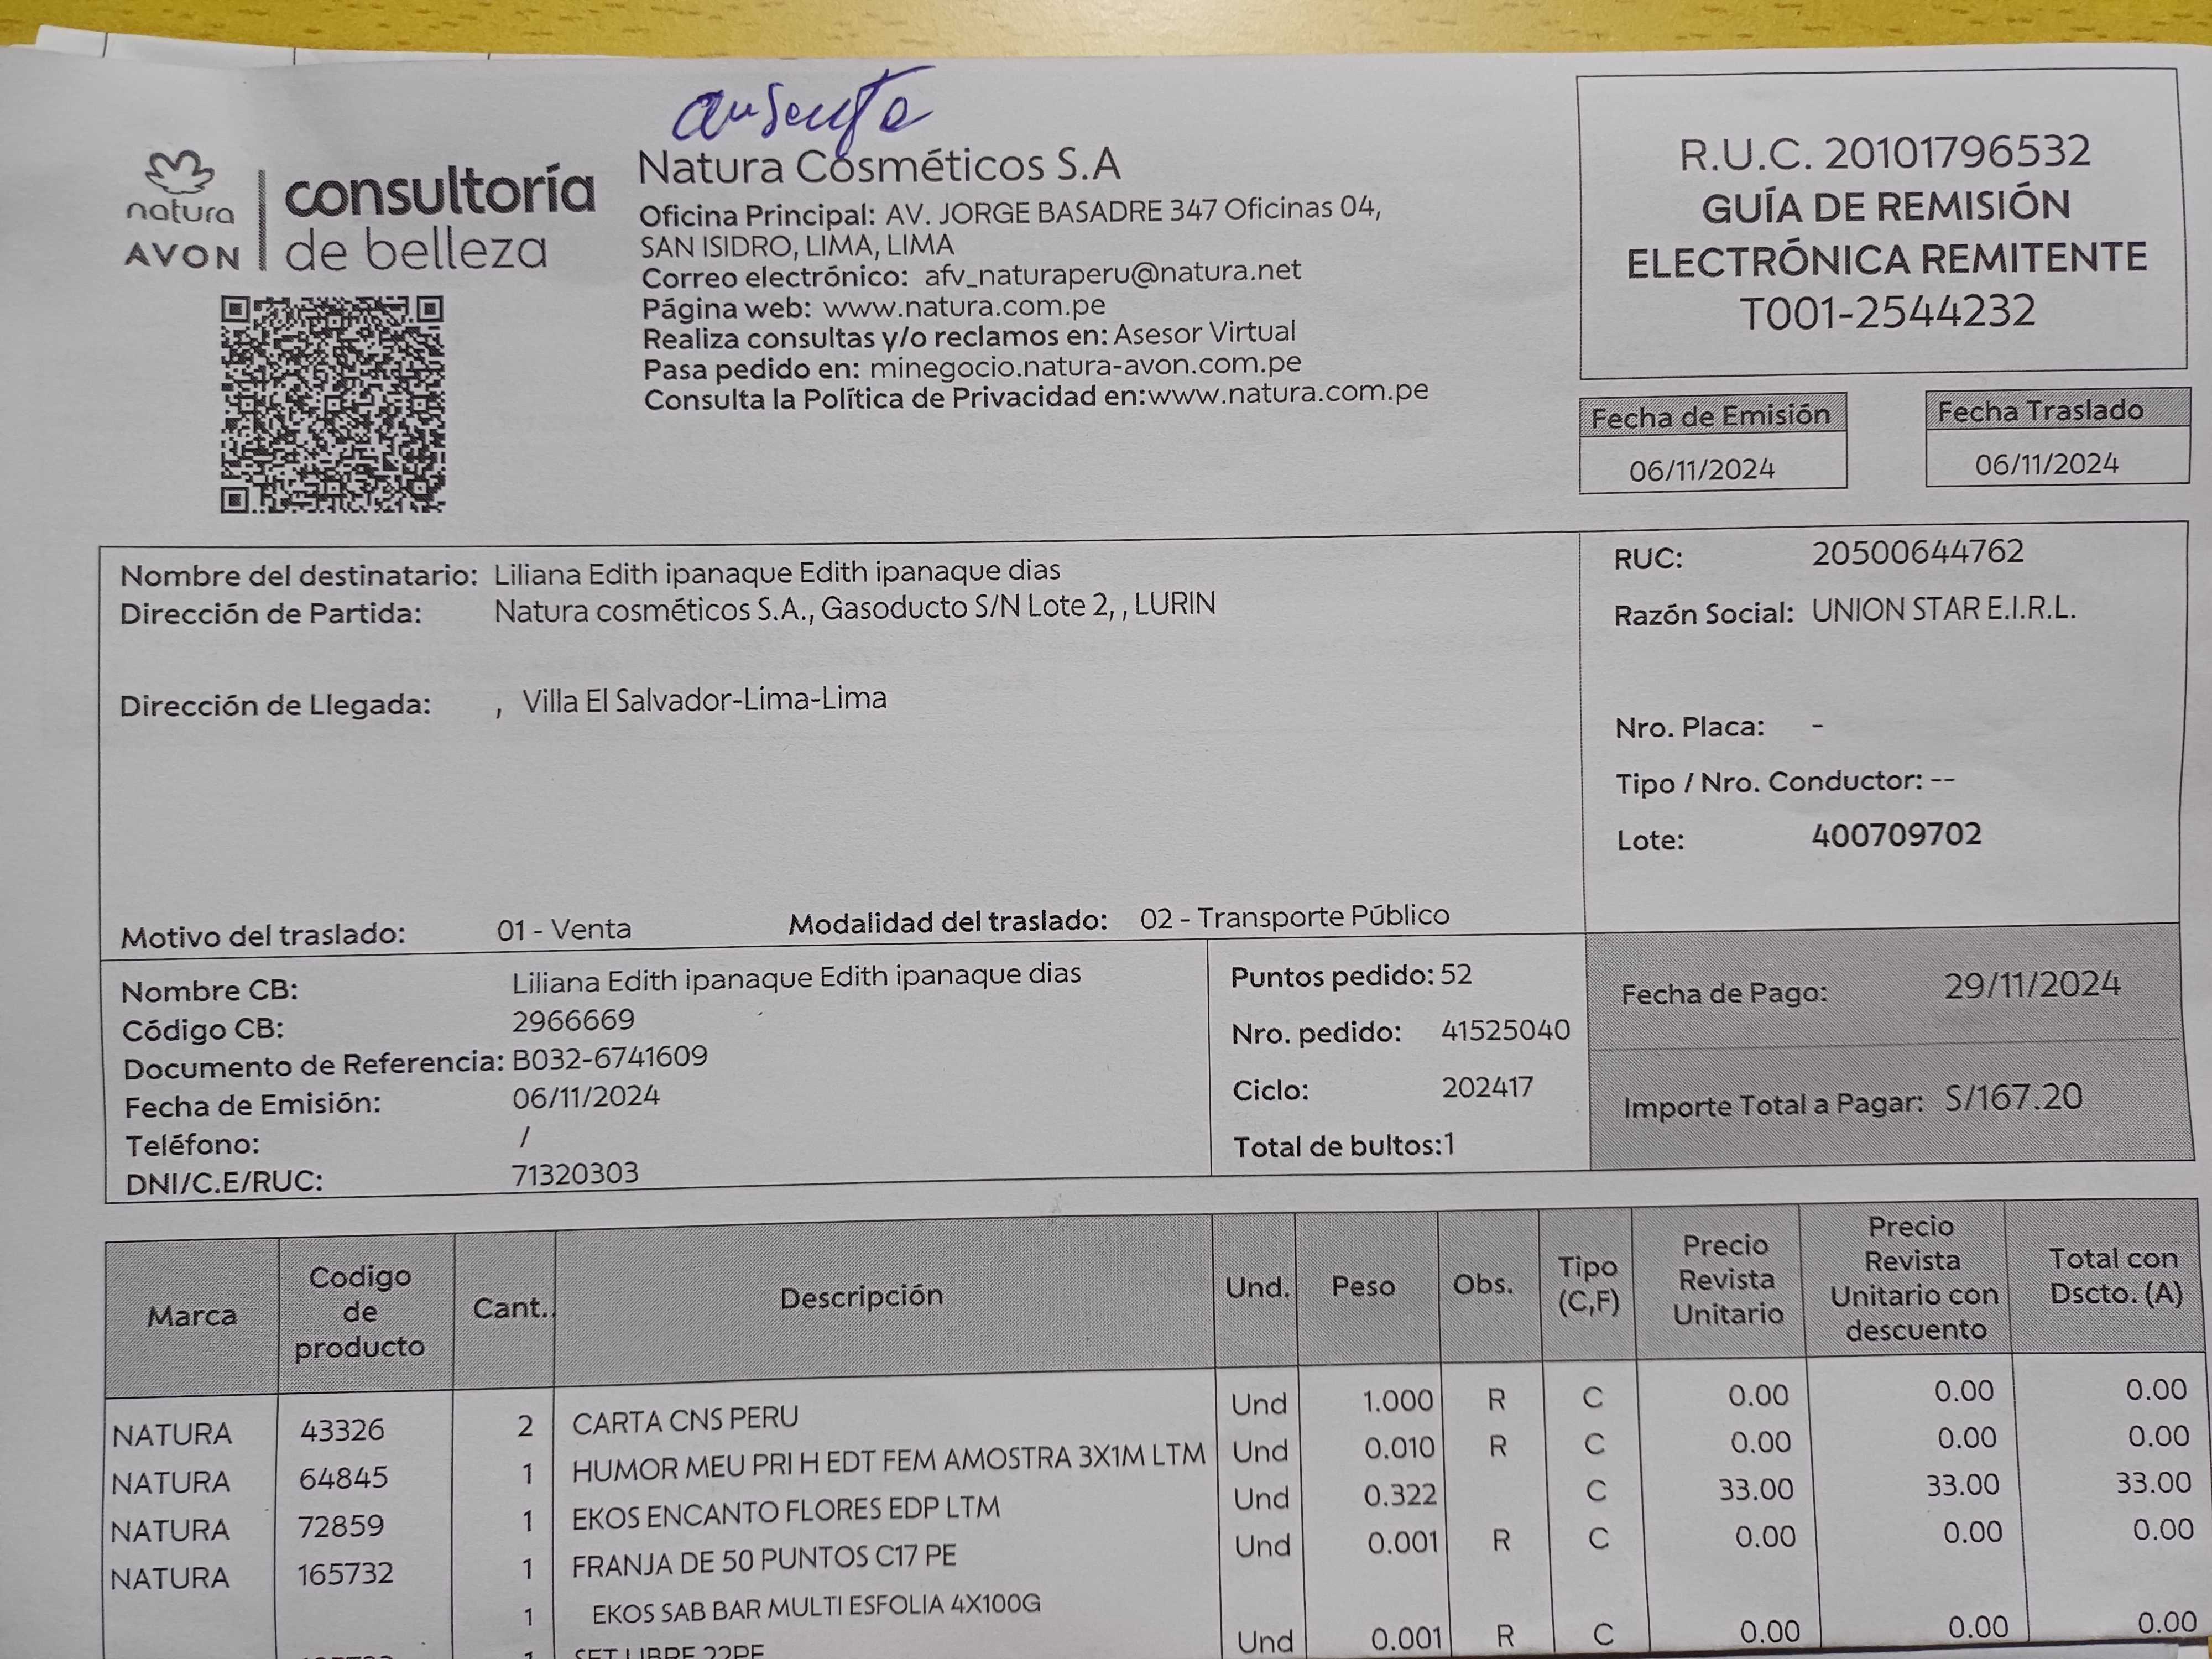 ausente
natura
AVON
consultoría
de belleza
Natura Cosméticos S.A
Oficina Principal: AV. JORGE BASADRE 347 Oficinas 04,
SAN ISIDRO, LIMA, LIMA
Correo electrónico: afv_naturaperu@natura.net
Página web: www.natura.com.pe
Realiza consultas y/o reclamos en: Asesor Virtual
Pasa pedido en: minegocio.natura-avon.com.pe
Consulta la Política de Privacidad en:www.natura.com.pe
R.U.C. 20101796532
GUÍA DE REMISIÓN
ELECTRÓNICA REMITENTE
T001-2544232
Fecha de Emisión
06/11/2024
Fecha Traslado
06/11/2024
Nombre del destinatario: Liliana Edith ipanaque Edith ipanaque dias
Dirección de Partida: Natura cosméticos S.A., Gasoducto S/N Lote 2, , LURIN
Dirección de Llegada: , Villa El Salvador-Lima-Lima
Motivo del traslado: 01 - Venta Modalidad del traslado: 02 - Transporte Público
RUC: 20500644762
Razón Social: UNION STAR E.I.R.L.
Nro. Placa: -
Tipo / Nro. Conductor: --
Lote: 400709702
Nombre CB: Liliana Edith ipanaque Edith ipanaque dias
Código CB: 2966669
Documento de Referencia: B032-6741609
Fecha de Emisión: 06/11/2024
Teléfono: /
DNI/C.E/RUC: 71320303
Puntos pedido: 52
Nro. pedido: 41525040
Ciclo: 202417
Total de bultos:1
Fecha de Pago: 29/11/2024
Importe Total a Pagar: S/167.20
Marca
Codigo
de
producto
Cant.
Descripción
Und.
Peso
Obs.
Tipo
(C,F)
Precio
Revista
Unitario
Precio
Revista
Unitario con
descuento
Total con
Dscto. (A)
NATURA 43326 2 CARTA CNS PERU Und 1.000 R C 0.00 0.00 0.00
NATURA 64845 1 HUMOR MEU PRI H EDT FEM AMOSTRA 3X1M LTM Und 0.010 R C 0.00 0.00 0.00
NATURA 72859 1 EKOS ENCANTO FLORES EDP LTM Und 0.322 C 33.00 33.00 33.00
NATURA 165732 1 FRANJA DE 50 PUNTOS C17 PE Und 0.001 R C 0.00 0.00 0.00
1 EKOS SAB BAR MULTI ESFOLIA 4X100G
1 SET LIBRE 22PE Und 0.001 R C 0.00 0.00 0.00